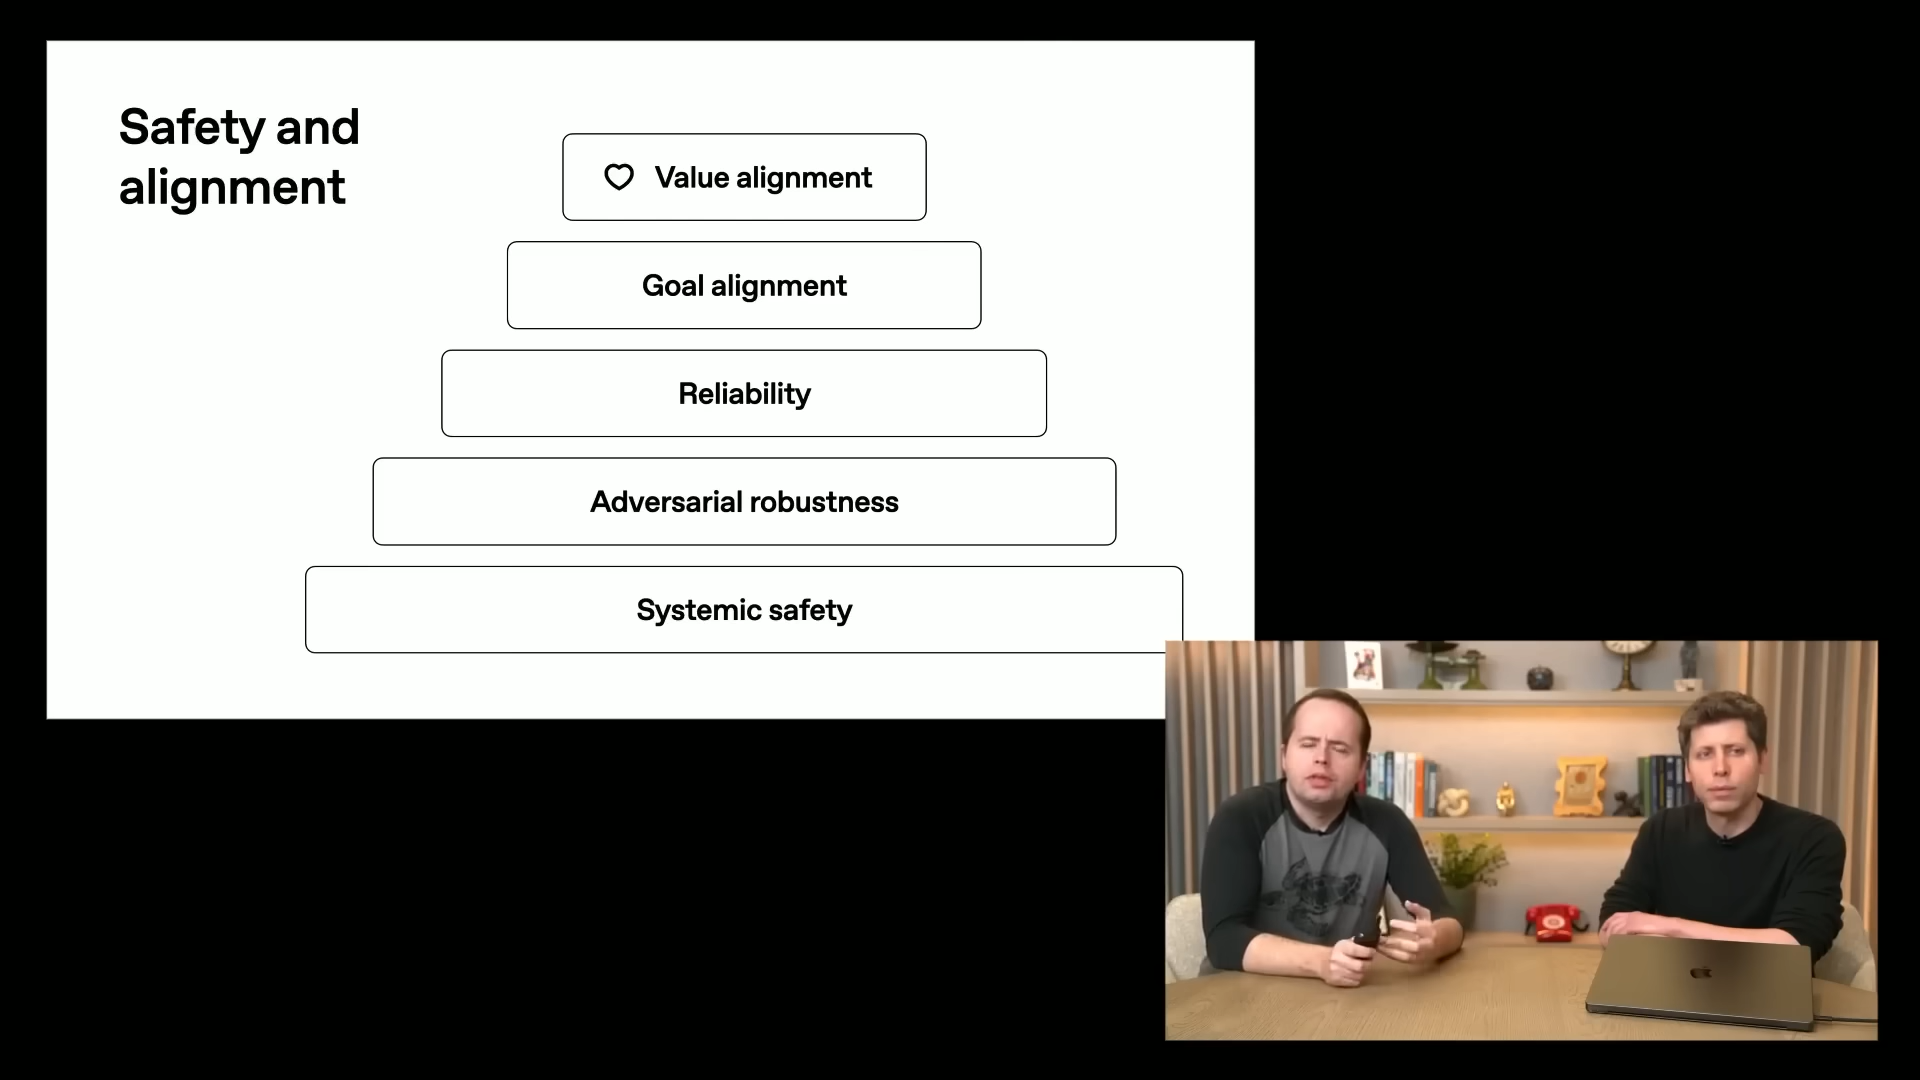 Safety and
alignment
Value alignment
Goal alignment
Reliability
Adversarial robustness
Systemic safety